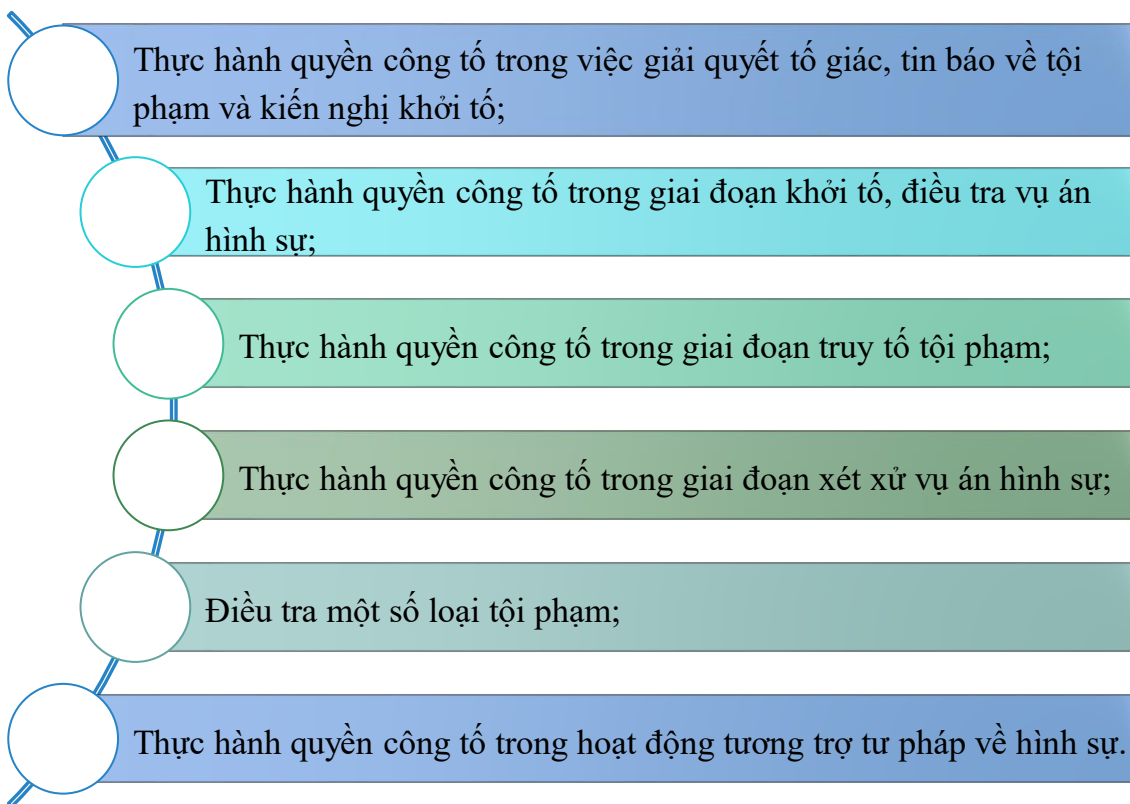 Thực hành quyền công tố trong việc giải quyết tố giác, tin báo về tội
phạm và kiến nghị khởi tố;
Thực hành quyền công tố trong giai đoạn khởi tố, điều tra vụ án
hình sự;
Thực hành quyền công tố trong giai đoạn truy tố tội phạm;
Thực hành quyền công tố trong giai đoạn xét xử vụ án hình sự;
Điều tra một số loại tội phạm;
Thực hành quyền công tố trong hoạt động tương trợ tư pháp về hình sự.